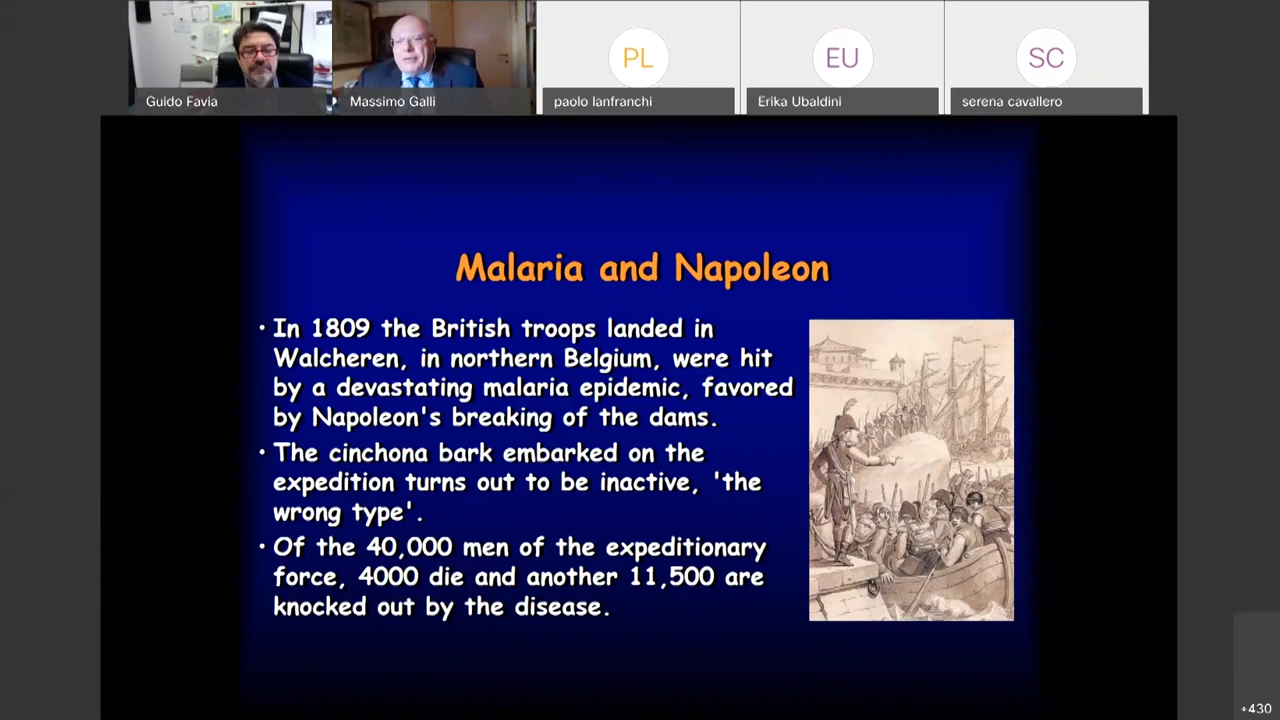 PL
EU
SC
Guido Favia
Massimo Galli
paolo lanfranchi
Erika Ubaldini
serena cavallero
Malaria and Napoleon
• In 1809 the British troops landed in
Walcheren, in northern Belgium, were hit
by a devastating malaria epidemic, favored
by Napoleon's breaking of the dams.
• The cinchona bark embarked on the
expedition turns out to be inactive, 'the
wrong type'.
• Of the 40,000 men of the expeditionary
force, 4000 die and another 11,500 are
knocked out by the disease.
+430